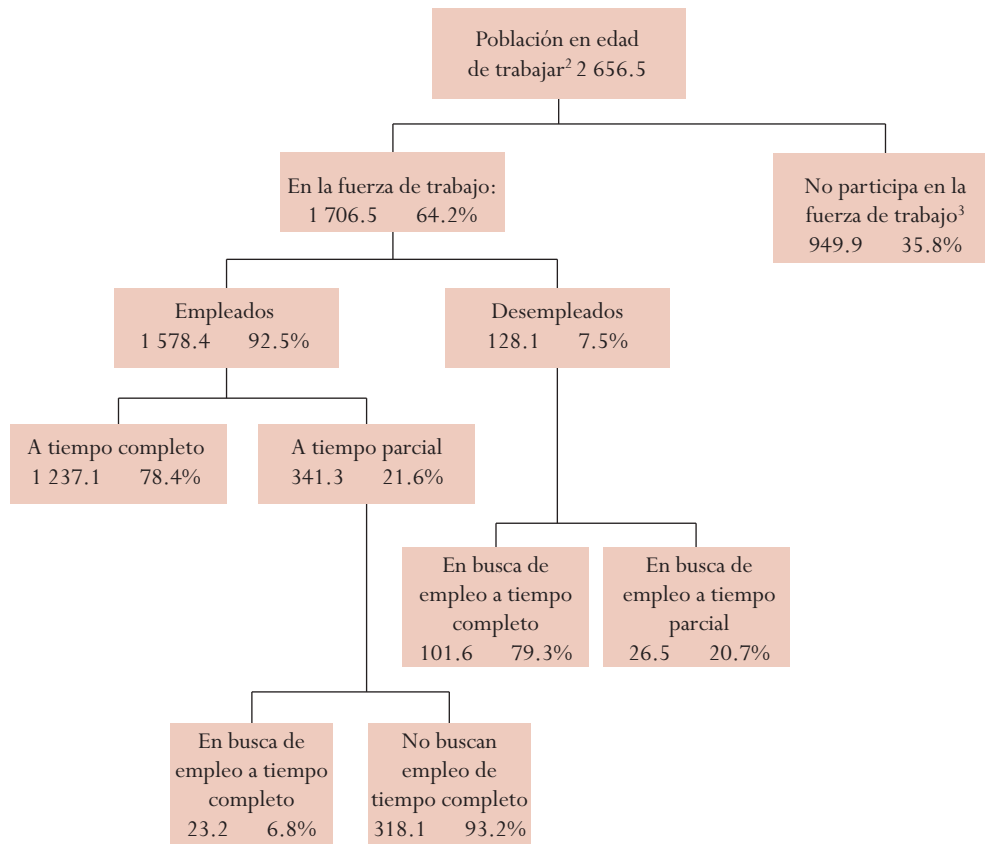 Población en edad
de trabajar² 2 656.5
En la fuerza de trabajo:
1 706.5 64.2%
No participa en la
fuerza de trabajo³
949.9 35.8%
Empleados
1 578.4 92.5%
Desempleados
128.1 7.5%
A tiempo completo
1 237.1 78.4%
A tiempo parcial
341.3 21.6%
En busca de
empleo a tiempo
completo
101.6 79.3%
En busca de
empleo a tiempo
parcial
26.5 20.7%
En busca de
empleo a tiempo
completo
23.2 6.8%
No buscan
empleo de
tiempo completo
318.1 93.2%